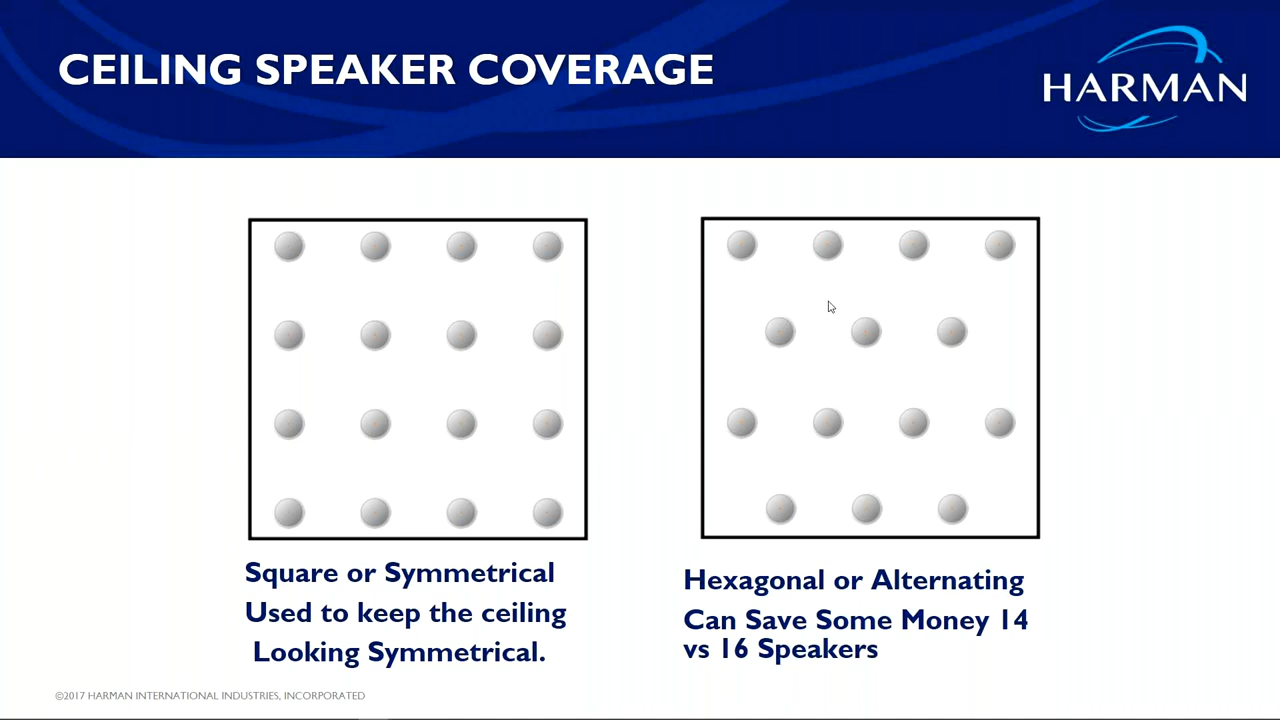 CEILING SPEAKER COVERAGE
HARMAN
Square or Symmetrical
Used to keep the ceiling
Looking Symmetrical.
Hexagonal or Alternating
Can Save Some Money 14
vs 16 Speakers
©2017 HARMAN INTERNATIONAL INDUSTRIES, INCORPORATED